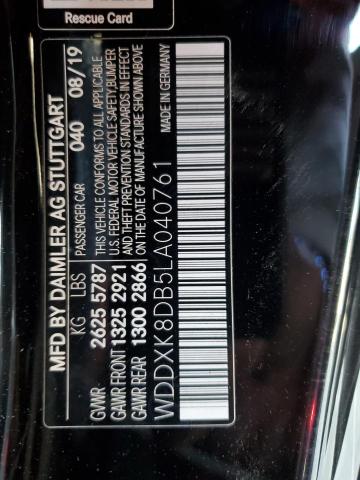 Rescue Card
MFD BY DAIMLER AG STUTTGART
KG LBS PASSENGER CAR 040 08/19
GVWR 2625 5787 THIS VEHICLE CONFORMS TO ALL APPLICABLE
GAWR FRONT 1325 2921 U.S. FEDERAL MOTOR VEHICLE SAFETY,BUMPER
GAWR REAR 1300 2866 AND THEFT PREVENTION STANDARDS IN EFFECT
ON THE DATE OF MANUFACTURE SHOWN ABOVE
WDDXK8DB5LA040761
MADE IN GERMANY